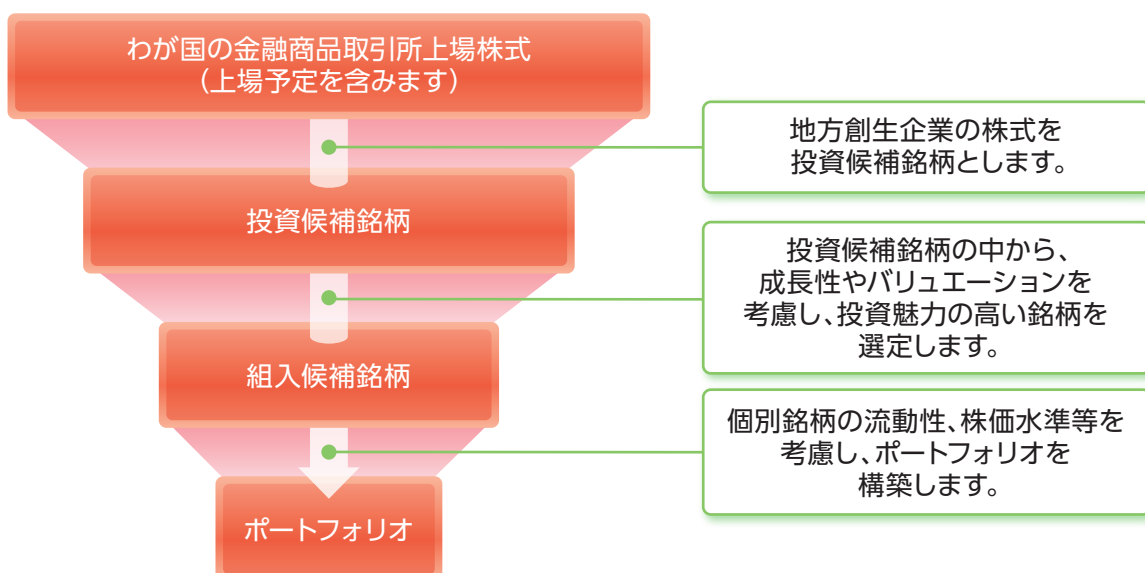 わが国の金融商品取引所上場株式
（上場予定を含みます）
地方創生企業の株式を
投資候補銘柄とします。
投資候補銘柄
投資候補銘柄の中から、
成長性やバリュエーションを
考慮し、投資魅力の高い銘柄を
選定します。
組入候補銘柄
個別銘柄の流動性、株価水準等を
考慮し、ポートフォリオを
構築します。
ポートフォリオ